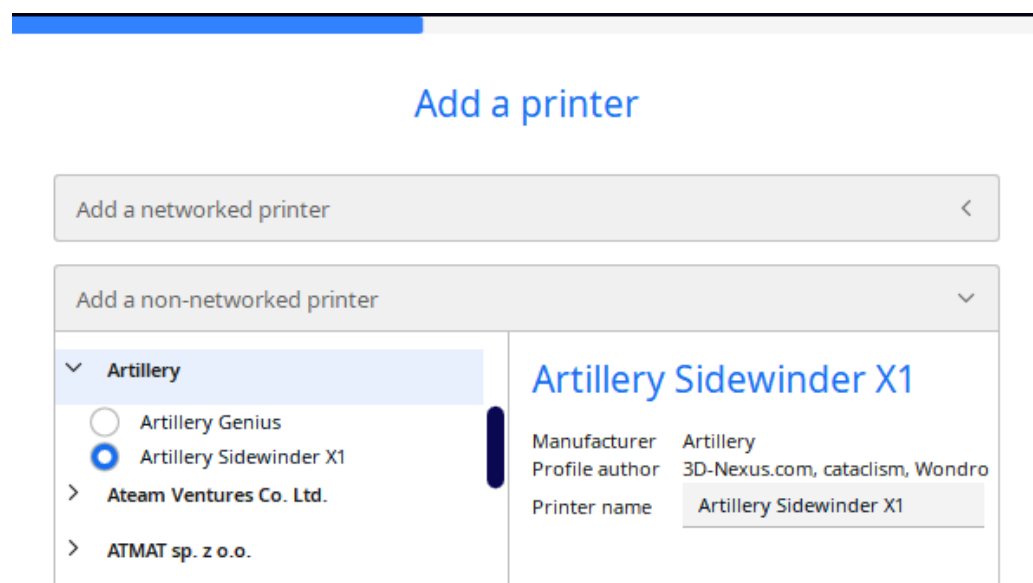 Add a printer
Add a networked printer
Add a non-networked printer
Artillery
Artillery Genius
Artillery Sidewinder X1
Ateam Ventures Co. Ltd.
ATMAT sp. z o.o.
Artillery Sidewinder X1
Manufacturer Artillery
Profile author 3D-Nexus.com, cataclism, Wondro
Printer name Artillery Sidewinder X1